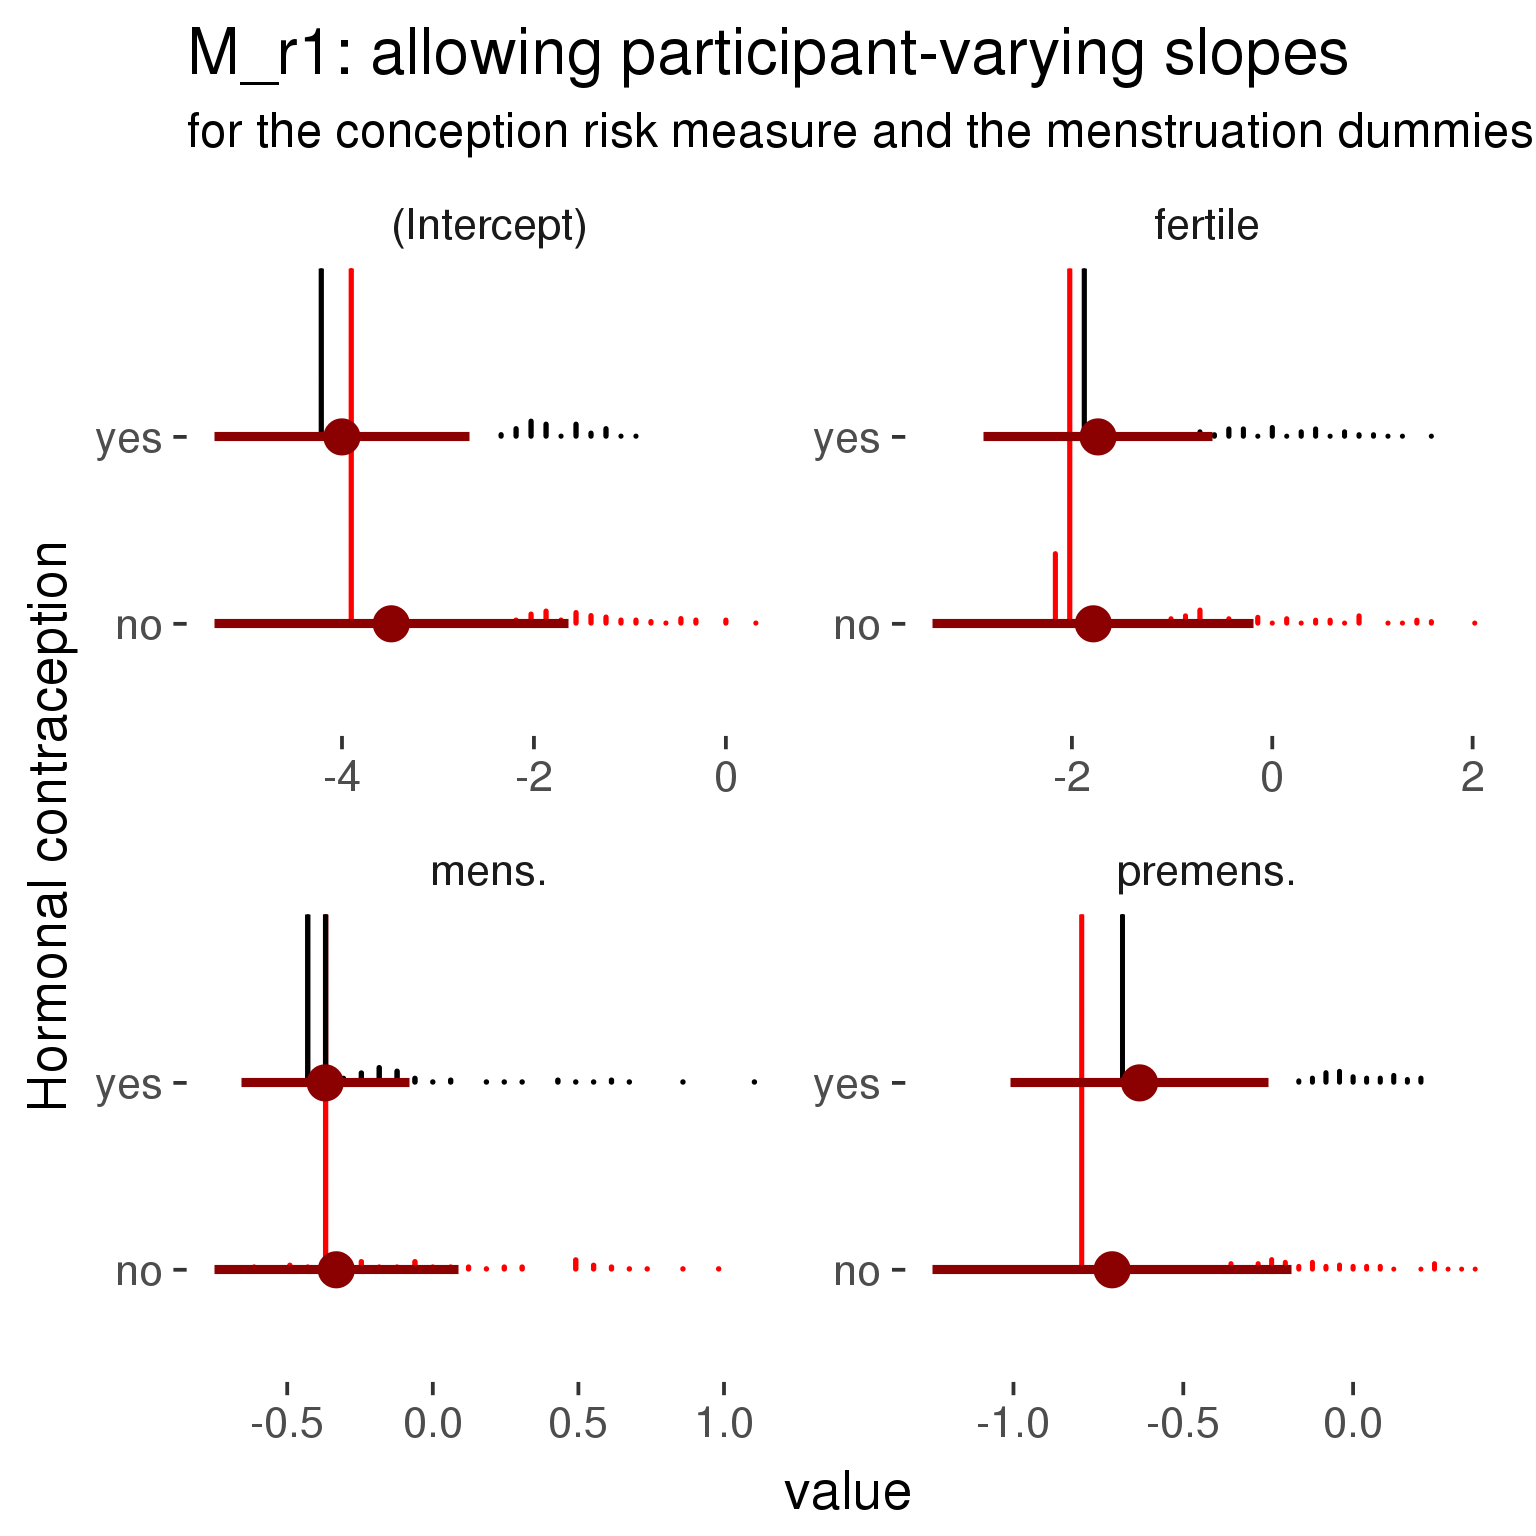 M_r1: allowing participant-varying slopes
for the conception risk measure and the menstruation dummies
(Intercept)
fertile
yes
no
yes
no
-4
-2
0
-2
0
2
Hormonal contraception
mens.
premens.
yes
no
yes
no
-0.5
0.0
0.5
1.0
-1.0
-0.5
0.0
value